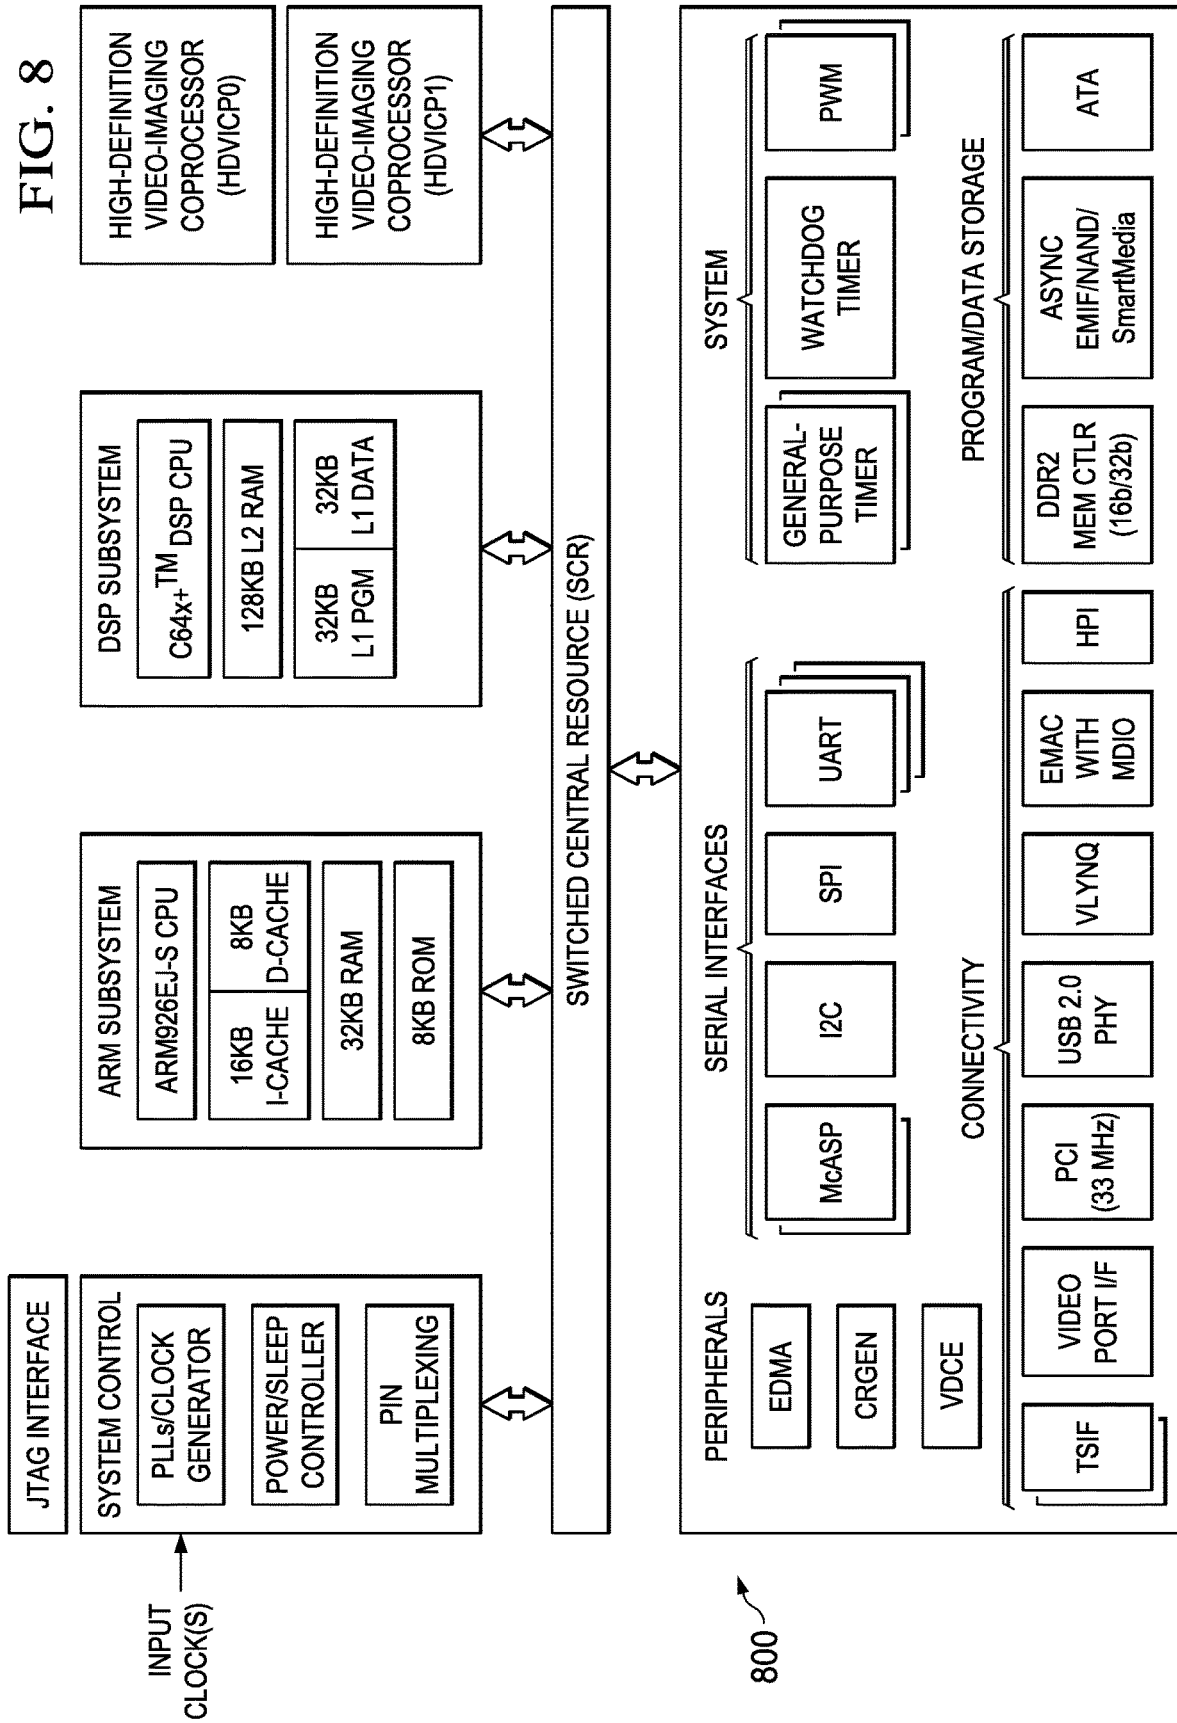 FIG. 8
JTAG INTERFACE
INPUT
CLOCK(S)
SYSTEM CONTROL
PLLs/CLOCK
GENERATOR
POWER/SLEEP
CONTROLLER
PIN
MULTIPLEXING
ARM SUBSYSTEM
ARM926EJ-S CPU
16KB
I-CACHE
8KB
D-CACHE
32KB RAM
8KB ROM
DSP SUBSYSTEM
C64x+™ DSP CPU
128KB L2 RAM
32KB
L1 PGM
32KB
L1 DATA
HIGH-DEFINITION
VIDEO-IMAGING
COPROCESSOR
(HDVICP0)
HIGH-DEFINITION
VIDEO-IMAGING
COPROCESSOR
(HDVICP1)
SWITCHED CENTRAL RESOURCE (SCR)
800
PERIPHERALS
EDMA
CRGEN
VDCE
SERIAL INTERFACES
McASP
I2C
SPI
UART
SYSTEM
GENERAL-
PURPOSE
TIMER
WATCHDOG
TIMER
PWM
CONNECTIVITY
TSIF
VIDEO
PORT I/F
PCI
(33 MHz)
USB 2.0
PHY
VLYNQ
EMAC
WITH
MDIO
HPI
PROGRAM/DATA STORAGE
DDR2
MEM CTLR
(16b/32b)
ASYNC
EMIF/NAND/
SmartMedia
ATA